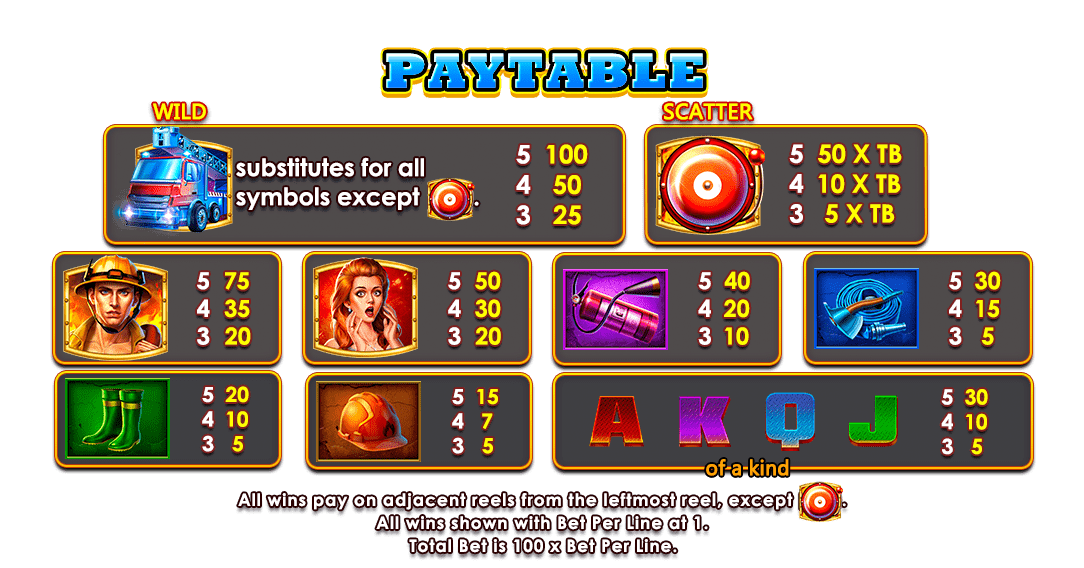 PAYTABLE
WILD
substitutes for all
symbols except .
5 100
4 50
3 25
SCATTER
5 50 X TB
4 10 X TB
3 5 X TB
5 75
4 35
3 20
5 50
4 30
3 20
5 40
4 20
3 10
5 30
4 15
3 5
5 20
4 10
3 5
5 15
4 7
3 5
A K Q J
5 30
4 10
3 5
of a kind
All wins pay on adjacent reels from the leftmost reel, except .
All wins shown with Bet Per Line at 1.
Total Bet is 100 x Bet Per Line.